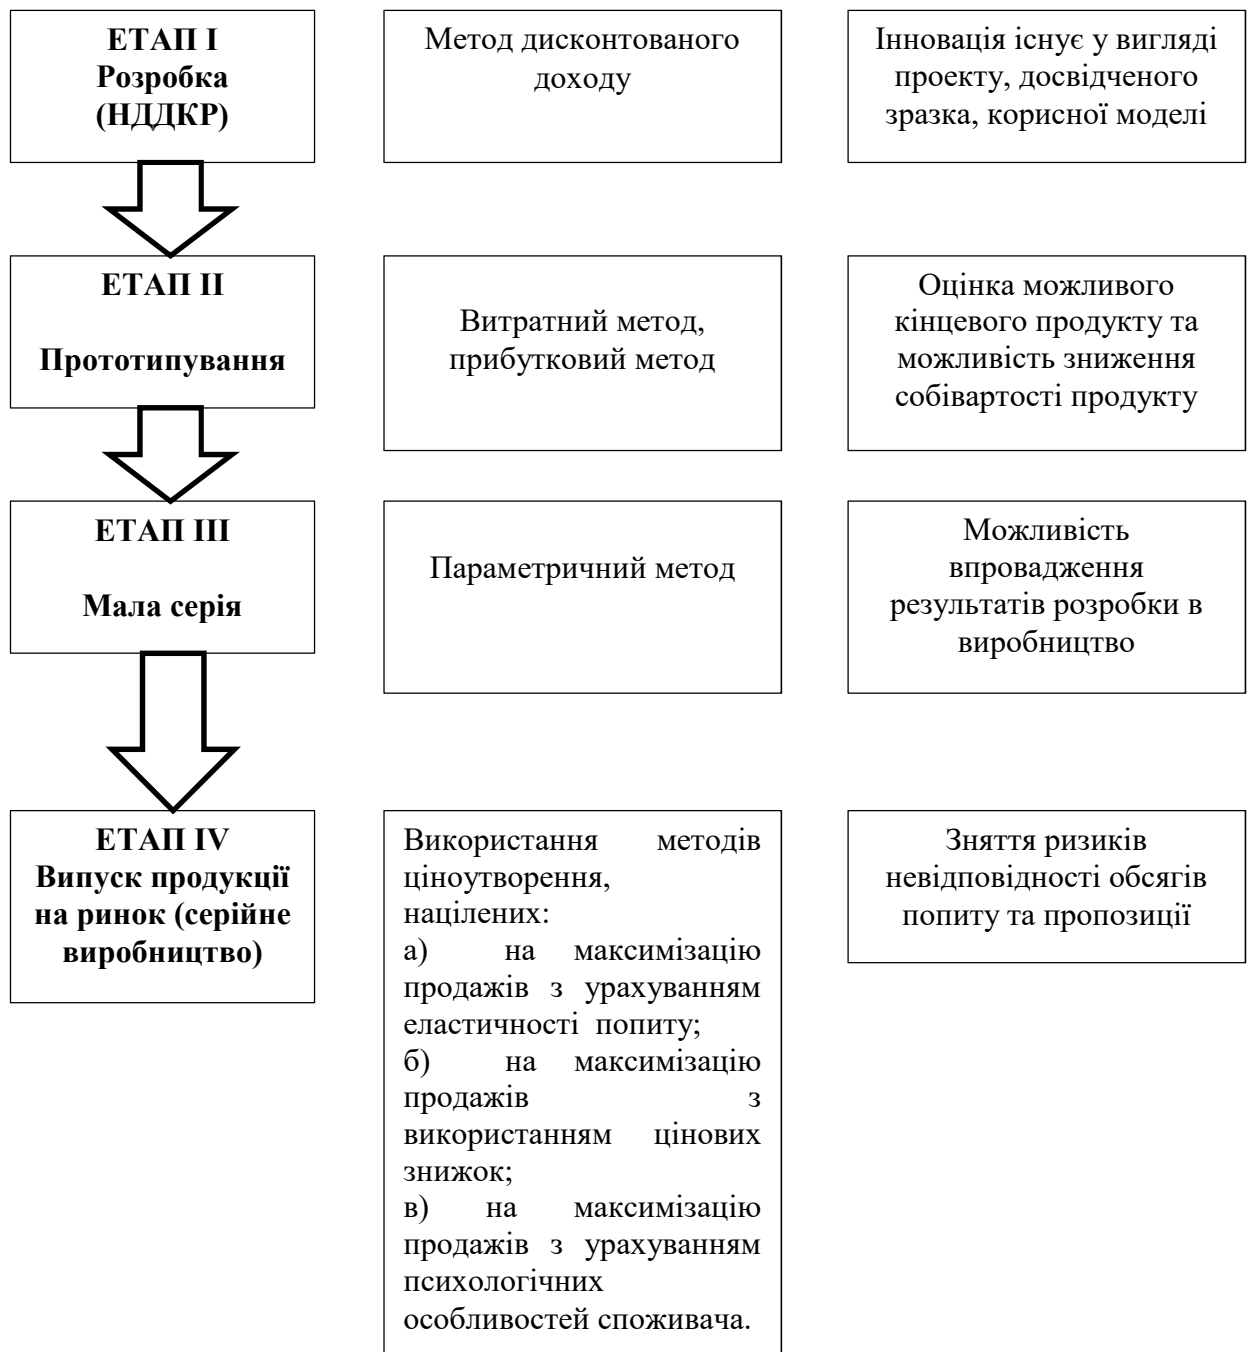 ЕТАП І
Розробка
(НДДКР)
Метод дисконтованого
доходу
Інновація існує у вигляді
проекту, досвідченого
зразка, корисної моделі
ЕТАП ІІ
Прототипування
Витратний метод,
прибутковий метод
Оцінка можливого
кінцевого продукту та
можливість зниження
собівартості продукту
ЕТАП ІІІ
Мала серія
Параметричний метод
Можливість
впровадження
результатів розробки в
виробництво
ЕТАП IV
Випуск продукції
на ринок (серійне
виробництво)
Використання методів
ціноутворення,
націлених:
а) на максимізацію
продажів з урахуванням
еластичності попиту;
б) на максимізацію
продажів з
використанням цінових
знижок;
в) на максимізацію
продажів з урахуванням
психологічних
особливостей споживача.
Зняття ризиків
невідповідності обсягів
попиту та пропозиції